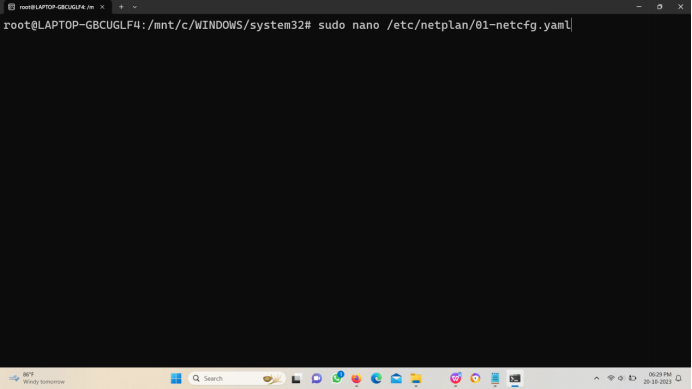 root@LAPTOP-GBCUGLF4: /m
root@LAPTOP-GBCUGLF4:/mnt/c/WINDOWS/system32# sudo nano /etc/netplan/01-netcfg.yaml
86°F
Windy tomorrow
Search
1
06:29 PM
20-10-2023